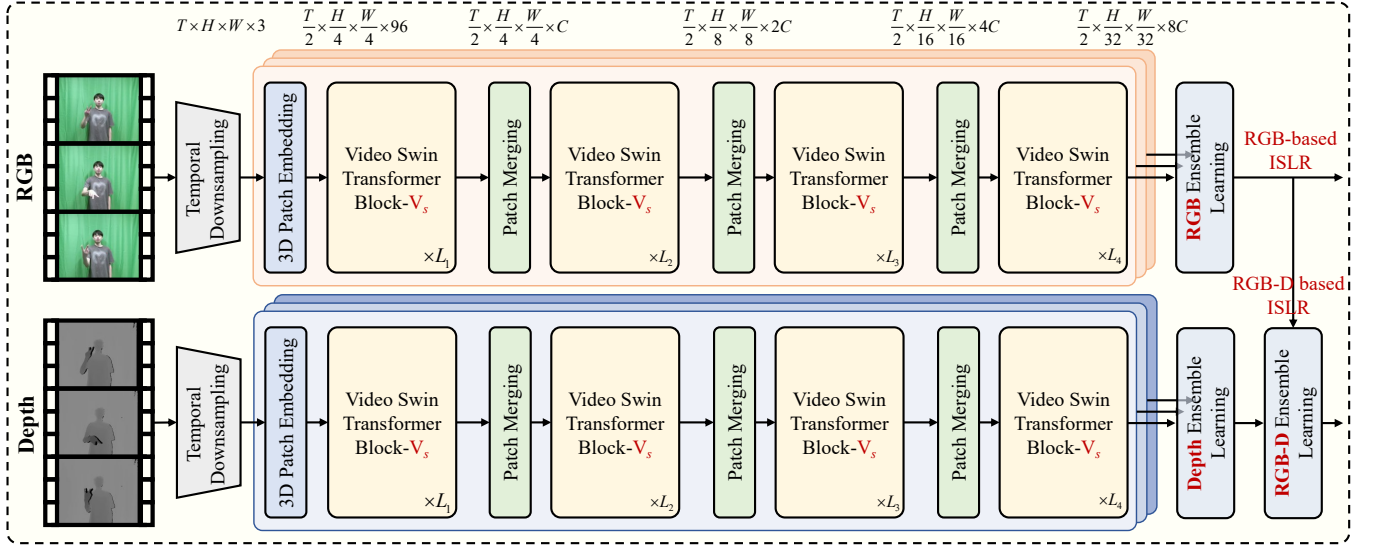 T×H×W×3
T/2×H/4×W/4×96
T/2×H/4×W/4×C
T/2×H/8×W/8×2C
T/2×H/16×W/16×4C
T/2×H/32×W/32×8C
RGB
Temporal
Downsampling
3D Patch Embedding
Video Swin
Transformer
Block-Vₛ
×L₁
Patch Merging
Video Swin
Transformer
Block-Vₛ
×L₂
Patch Merging
Video Swin
Transformer
Block-Vₛ
×L₃
Patch Merging
Video Swin
Transformer
Block-Vₛ
×L₄
RGB Ensemble
Learning
RGB-based
ISLR
RGB-D based
ISLR
Depth
Temporal
Downsampling
3D Patch Embedding
Video Swin
Transformer
Block-Vₛ
×L₁
Patch Merging
Video Swin
Transformer
Block-Vₛ
×L₂
Patch Merging
Video Swin
Transformer
Block-Vₛ
×L₃
Patch Merging
Video Swin
Transformer
Block-Vₛ
×L₄
Depth Ensemble
Learning
RGB-D Ensemble
Learning